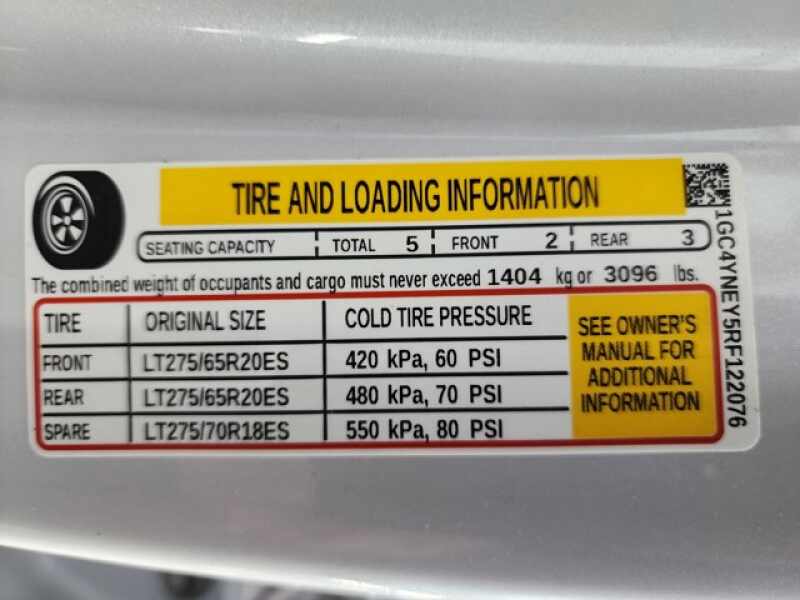 TIRE AND LOADING INFORMATION
SEATING CAPACITY TOTAL 5 FRONT 2 REAR 3
The combined weight of occupants and cargo must never exceed 1404 kg or 3096 lbs.
TIRE ORIGINAL SIZE COLD TIRE PRESSURE
FRONT LT275/65R20ES 420 kPa, 60 PSI
REAR LT275/65R20ES 480 kPa, 70 PSI
SPARE LT275/70R18ES 550 kPa, 80 PSI
SEE OWNER'S
MANUAL FOR
ADDITIONAL
INFORMATION
1GC4YNEY5RF122076